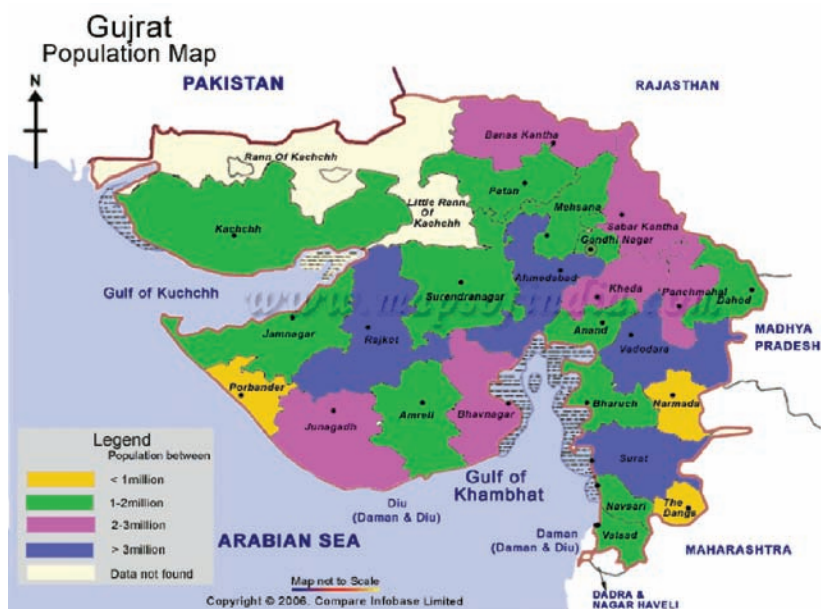 Gujrat
Population Map
N
PAKISTAN
RAJASTHAN
Banas Kantha
Rann Of Kachchh
Patan
Mehsana
Little Rann
Of
Kachchh
Sabar Kantha
Kachchh
Gandhi Nagar
Ahmedabad
Gulf of Kuchchh
Surendranagar
Kheda
Panchmahal
Dahod
www.mapsofindia.com
Jamnagar
Anand
Rajkot
Vadodara
MADHYA
PRADESH
Porbander
Junagadh
Amreli
Bhavnagar
Bharuch
Narmada
Legend
Population between
< 1million
1-2million
2-3million
> 3million
Data not found
Surat
Gulf of
Khambhat
Diu
(Daman & Diu)
Navsari
The
Dangs
ARABIAN SEA
Daman
(Daman & Diu)
Valsad
MAHARASHTRA
Map not to Scale
Copyright © 2006, Compare Infobase Limited
DADRA &
NAGAR HAVELI